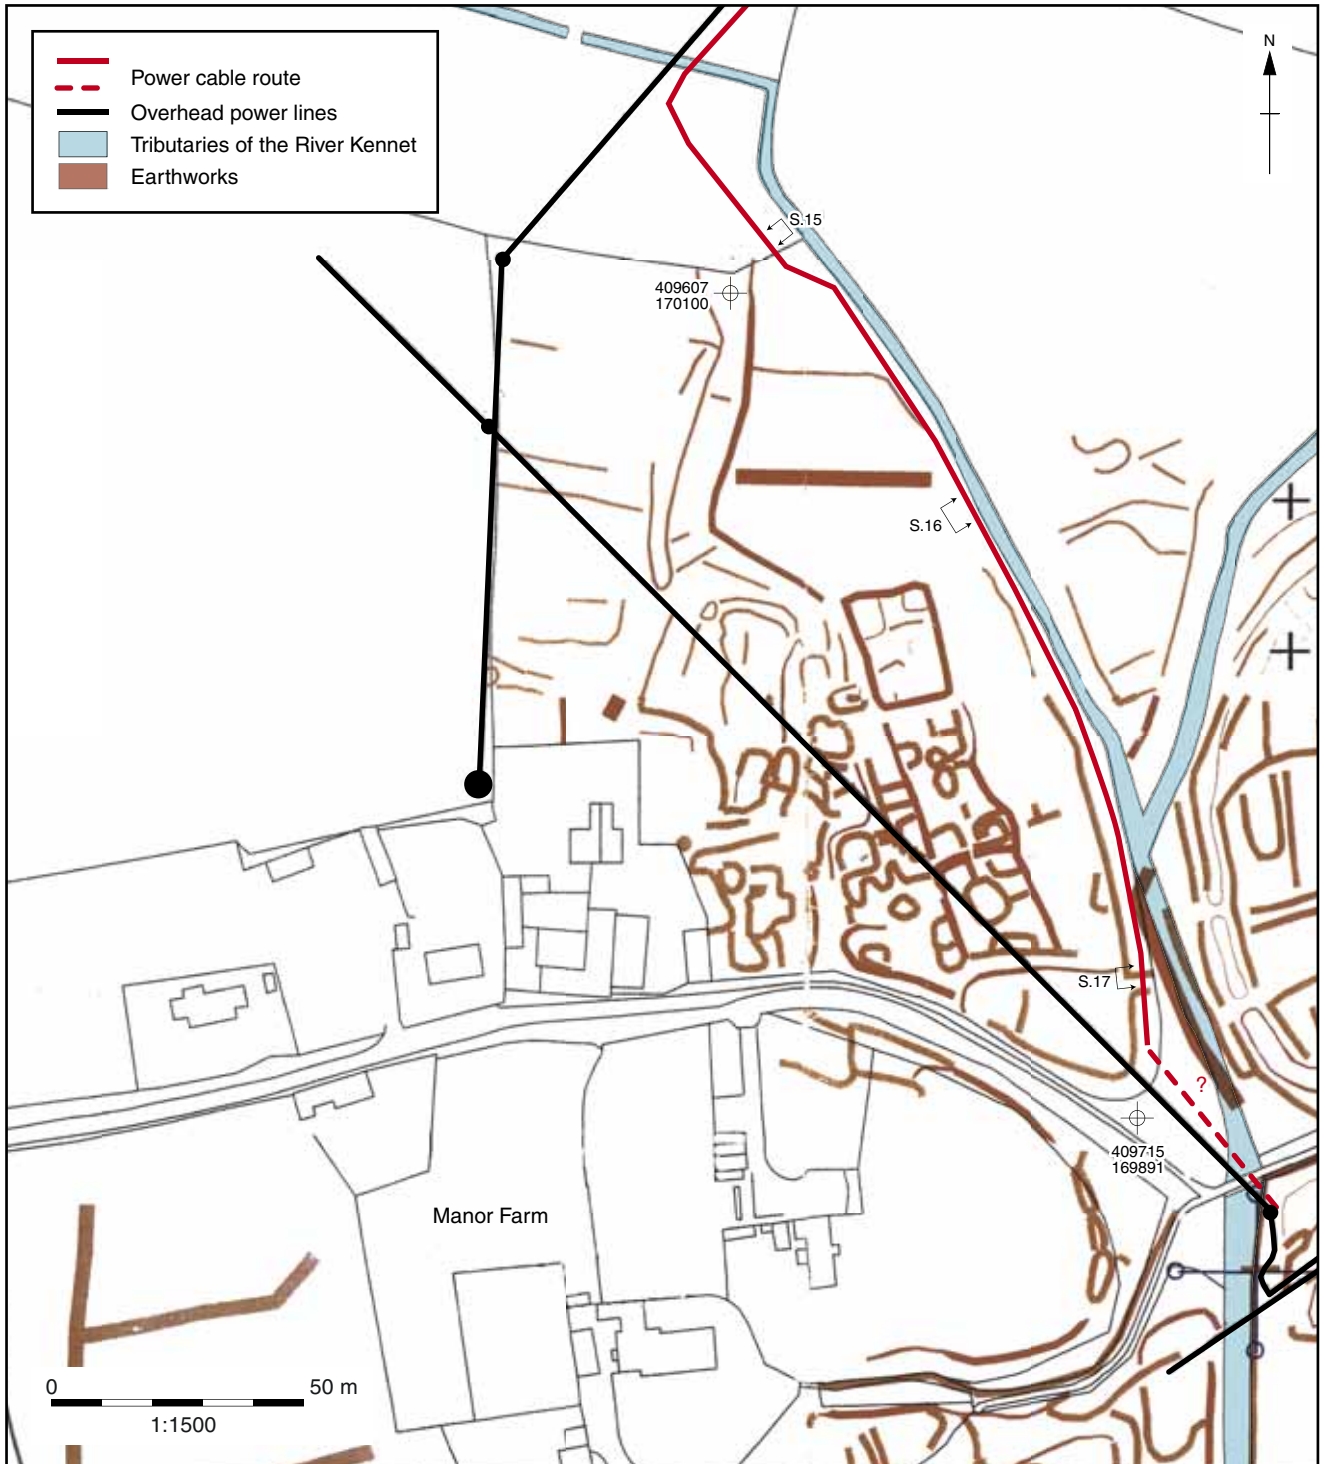 Power cable route
Overhead power lines
Tributaries of the River Kennet
Earthworks
N
S.15
409607
170100
S.16
S.17
?
409715
169891
Manor Farm
0 50 m
1:1500